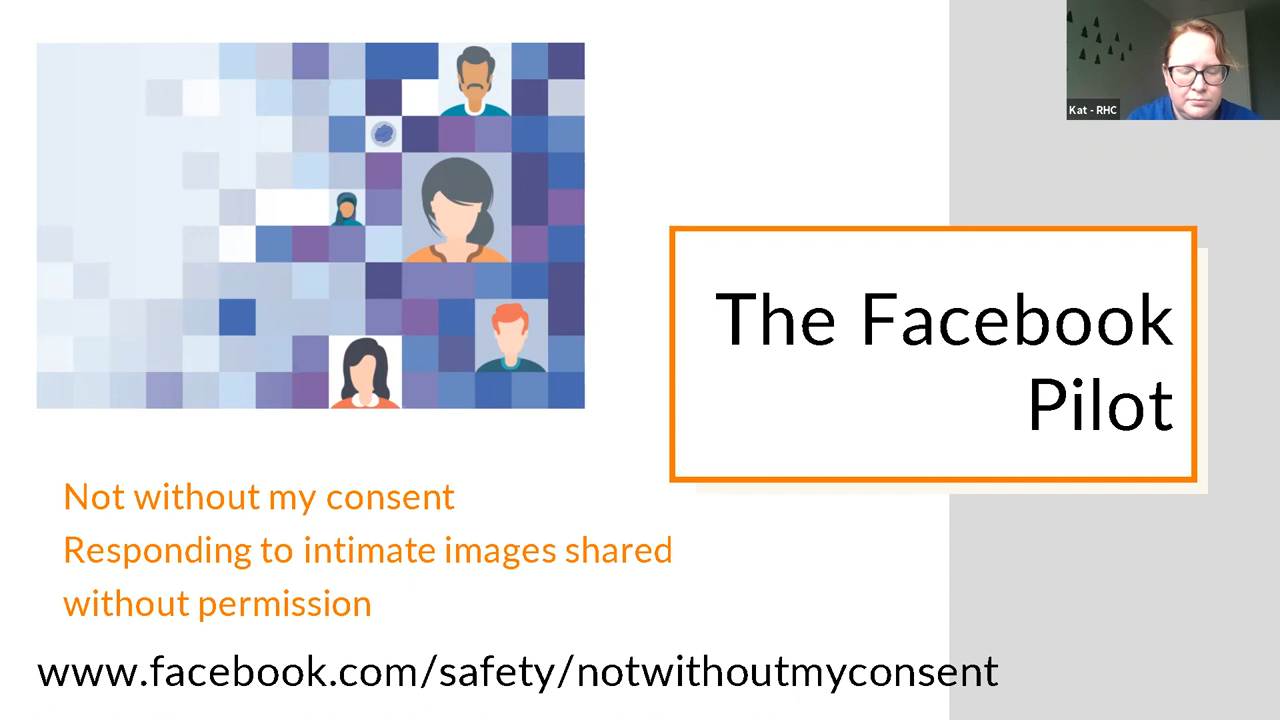 Kat - RHC
The Facebook
Pilot
Not without my consent
Responding to intimate images shared
without permission
www.facebook.com/safety/notwithoutmyconsent